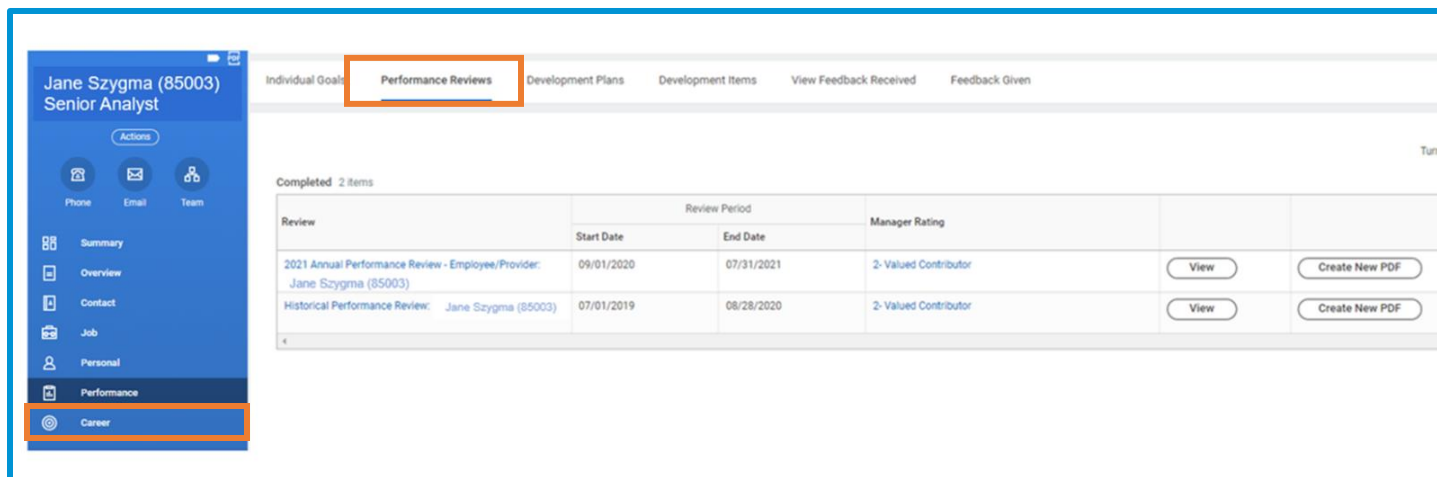 Jane Szygma (85003)
Senior Analyst
Actions
Phone Email Team
Summary
Overview
Contact
Job
Personal
Performance
Career
Individual Goals Performance Reviews Development Plans Development Items View Feedback Received Feedback Given
Completed 2 items
Review Review Period Manager Rating
Start Date End Date
2021 Annual Performance Review - Employee/Provider: 09/01/2020 07/31/2021 2- Valued Contributor View Create New PDF
Jane Szygma (85003)
Historical Performance Review: Jane Szygma (85003) 07/01/2019 08/28/2020 2- Valued Contributor View Create New PDF